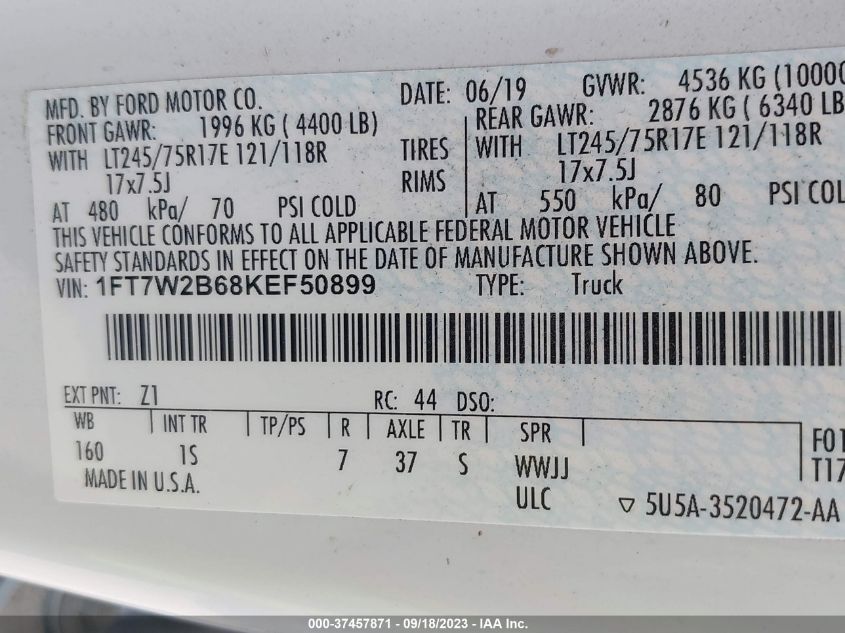 MFD. BY FORD MOTOR CO. DATE: 06/19 GVWR: 4536 KG (10000
FRONT GAWR: 1996 KG ( 4400 LB) REAR GAWR: 2876 KG ( 6340 LB
WITH LT245/75R17E 121/118R TIRES WITH LT245/75R17E 121/118R
17x7.5J RIMS 17x7.5J
AT 480 kPa/ 70 PSI COLD AT 550 kPa/ 80 PSI COL
THIS VEHICLE CONFORMS TO ALL APPLICABLE FEDERAL MOTOR VEHICLE
SAFETY STANDARDS IN EFFECT ON THE DATE OF MANUFACTURE SHOWN ABOVE.
VIN: 1FT7W2B68KEF50899 TYPE: Truck
EXT PNT: Z1 RC: 44 DSO:
WB INT TR TP/PS R AXLE TR SPR
160 1S 7 37 S WWJJ F01
MADE IN U.S.A. ULC T17
▽ 5U5A-3520472-AA
000-37457871 - 09/18/2023 - IAA Inc.